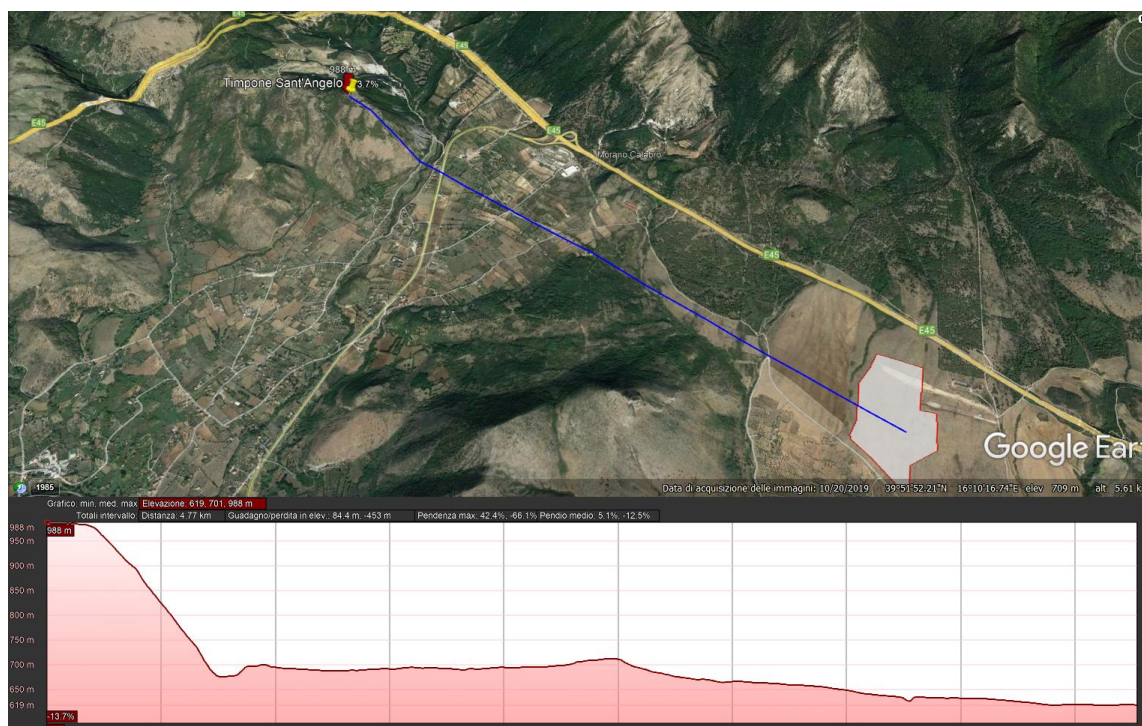 E45
988 m
Timpone Sant'Angelo
3.7%
E45
E45
Morano Calabro
E45
E45
E45
Google Ear
1985
Data di acquisizione delle immagini: 10/20/2019 39°51'52.21"N 16°10'16.74"E elev 709 m alt 5.61 k
Grafico: min, med, max Elevazione: 619, 701, 988 m
Totali intervallo: Distanza: 4.77 km Guadagno/perdita in elev.: 84.4 m, -453 m Pendenza max: 42.4%, -66.1% Pendio medio: 5.1%, -12.5%
988 m
988 m
950 m
900 m
850 m
800 m
750 m
700 m
650 m
619 m
-13.7%